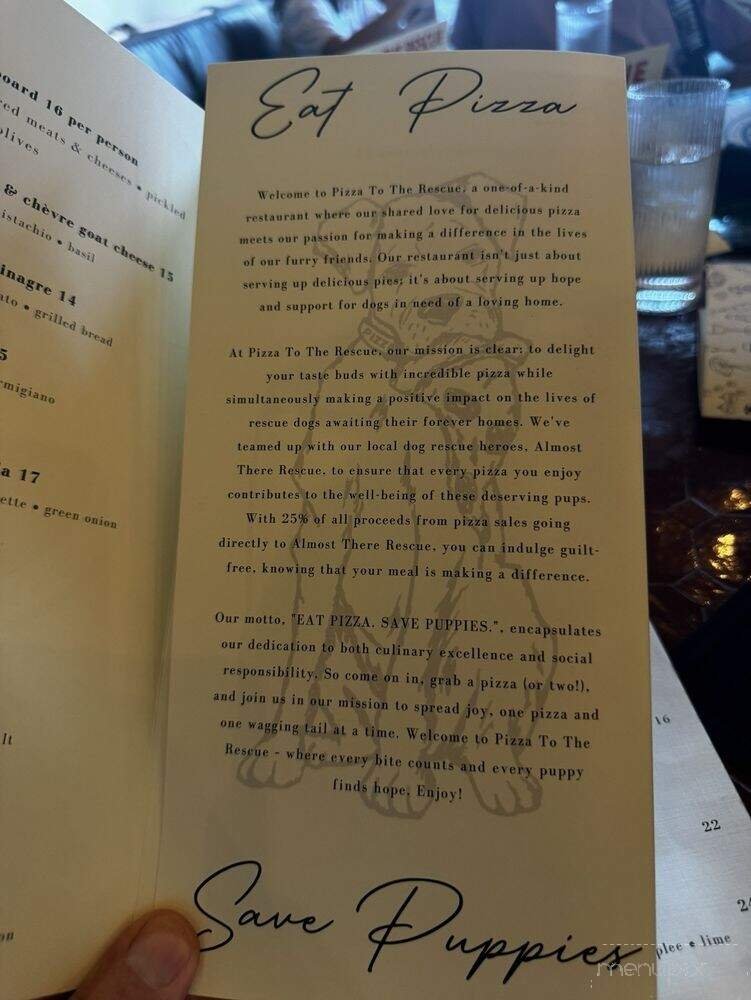 board 16 per person
red meats & cheeses • pickled
olives
& chèvre goat cheese 15
istachio • basil
inagre 14
ato • grilled bread
5
rmigiano
ia 17
ette • green onion
lt
on
Eat Pizza
Welcome to Pizza To The Rescue, a one-of-a-kind
restaurant where our shared love for delicious pizza
meets our passion for making a difference in the lives
of our furry friends. Our restaurant isn't just about
serving up delicious pies; it's about serving up hope
and support for dogs in need of a loving home.
At Pizza To The Rescue, our mission is clear: to delight
your taste buds with incredible pizza while
simultaneously making a positive impact on the lives of
rescue dogs awaiting their forever homes. We've
teamed up with our local dog rescue heroes, Almost
There Rescue, to ensure that every pizza you enjoy
contributes to the well-being of these deserving pups.
With 25% of all proceeds from pizza sales going
directly to Almost There Rescue, you can indulge guilt-
free, knowing that your meal is making a difference.
Our motto, "EAT PIZZA. SAVE PUPPIES.", encapsulates
our dedication to both culinary excellence and social
responsibility. So come on in, grab a pizza (or two!),
and join us in our mission to spread joy, one pizza and
one wagging tail at a time. Welcome to Pizza To The
Rescue - where every bite counts and every puppy
finds hope. Enjoy!
Save Puppies
16
22
plee • lime
menupix